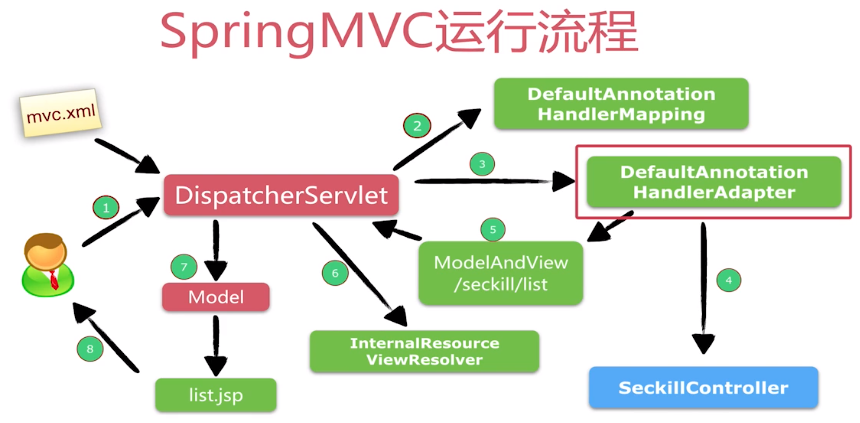 SpringMVC运行流程
mvc.xml
DefaultAnnotation
HandlerMapping
2
3
DefaultAnnotation
HandlerAdapter
DispatcherServlet
1
5
ModelAndView
/seckill/list
7
6
4
Model
InternalResource
ViewResolver
8
list.jsp
SeckillController